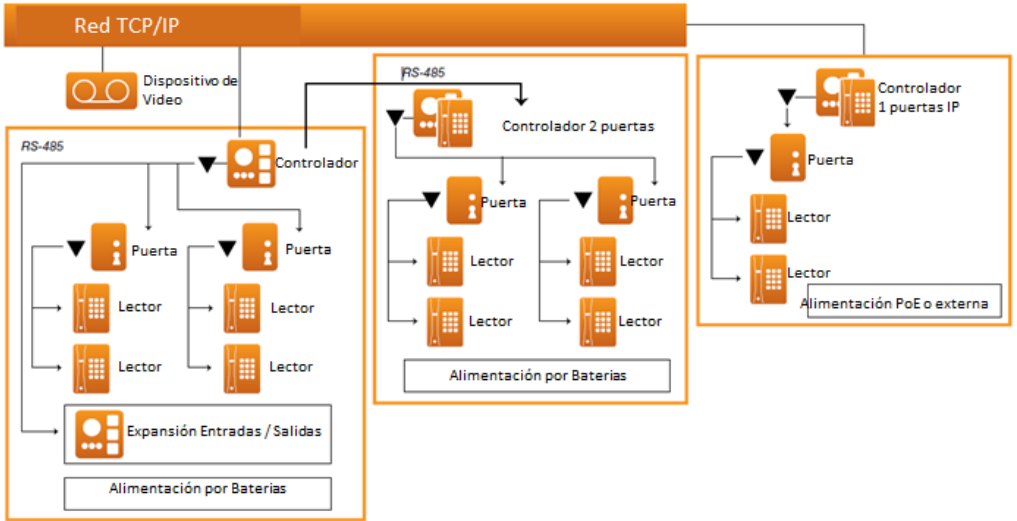 Red TCP/IP
Dispositivo de
Video
RS-485
Controlador
Puerta
Puerta
Lector
Lector
Lector
Lector
Expansión Entradas / Salidas
Alimentación por Baterias
RS-485
Controlador 2 puertas
Puerta
Puerta
Lector
Lector
Lector
Lector
Alimentación por Baterias
Controlador
1 puertas IP
Puerta
Lector
Lector
Alimentación PoE o externa